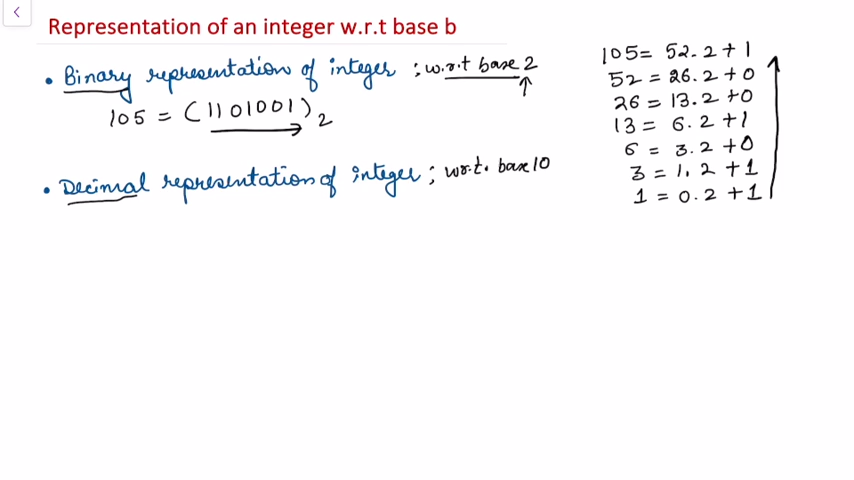 Representation of an integer w.r.t base b
• Binary representation of integer ; w.r.t base 2
105 = (1101001)2
• Decimal representation of integer ; w.r.t. base 10
105 = 52.2 + 1
52 = 26.2 + 0
26 = 13.2 + 0
13 = 6.2 + 1
6 = 3.2 + 0
3 = 1.2 + 1
1 = 0.2 + 1